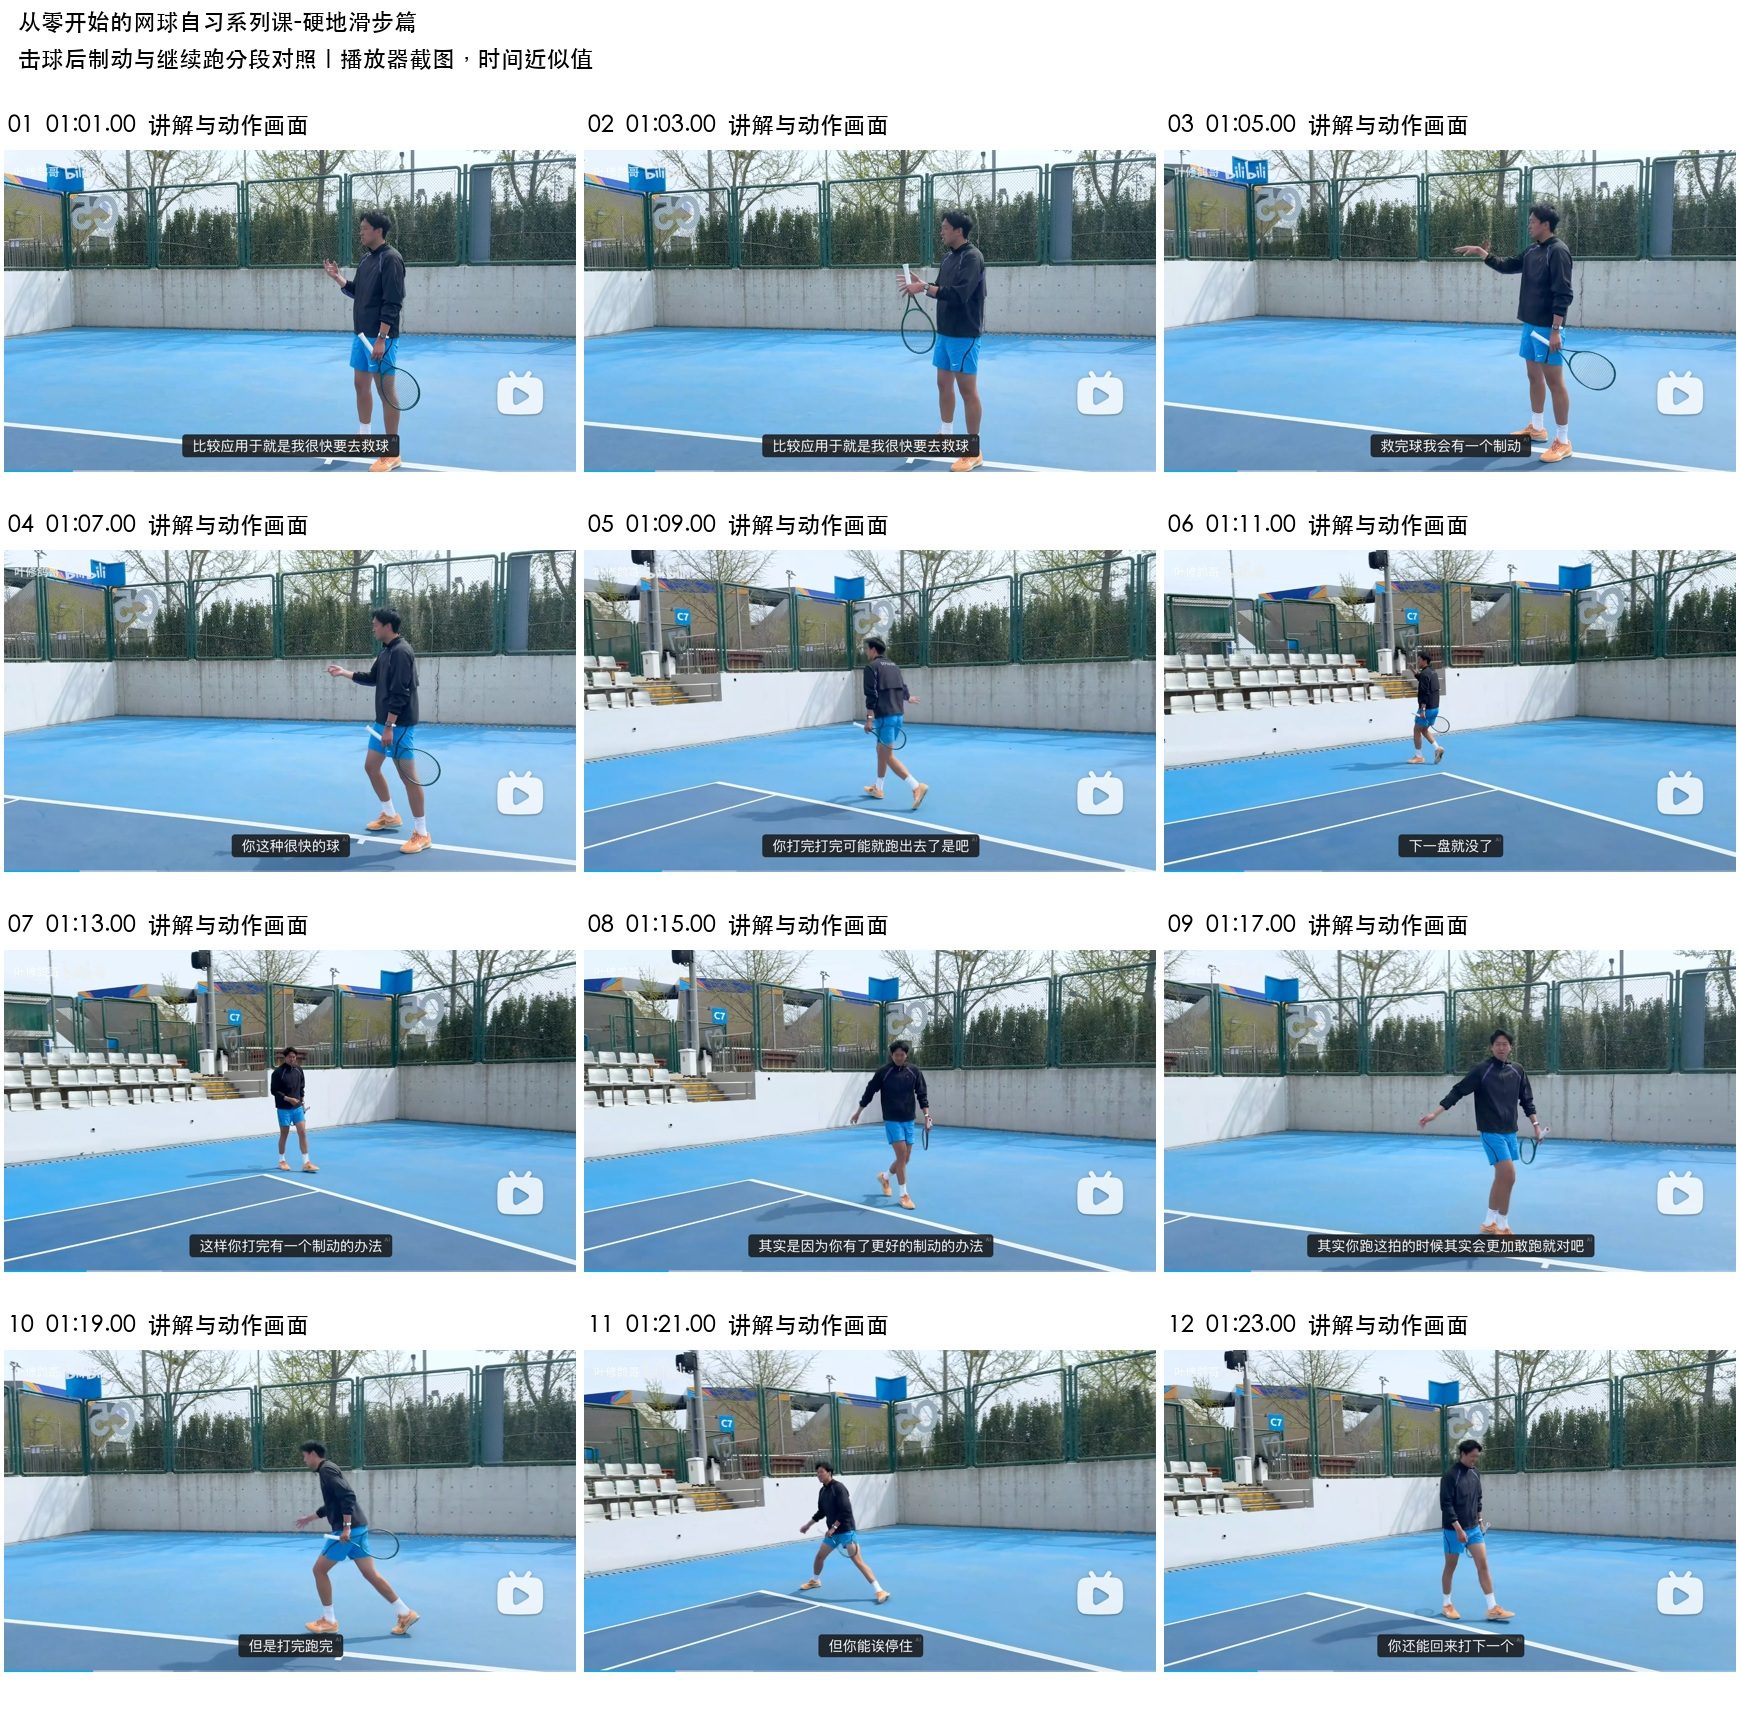 从零开始的网球自习系列课-硬地滑步篇
击球后制动与继续跑分段对照｜播放器截图，时间近似值
01 01:01.00 讲解与动作画面
02 01:03.00 讲解与动作画面
03 01:05.00 讲解与动作画面
bilibili
比较应用于就是我很快要去救球
比较应用于就是我很快要去救球
救完球我会有一个制动
04 01:07.00 讲解与动作画面
05 01:09.00 讲解与动作画面
06 01:11.00 讲解与动作画面
C7
C7
你这种很快的球
你打完打完可能就跑出去了是吧
下一盘就没了
07 01:13.00 讲解与动作画面
08 01:15.00 讲解与动作画面
09 01:17.00 讲解与动作画面
C7
C7
这样你打完有一个制动的办法
其实是因为你有了更好的制动的办法
其实你跑这拍的时候其实会更加敢跑就对吧
10 01:19.00 讲解与动作画面
11 01:21.00 讲解与动作画面
12 01:23.00 讲解与动作画面
C7
C7
但是打完跑完
但你能诶停住
你还能回来打下一个